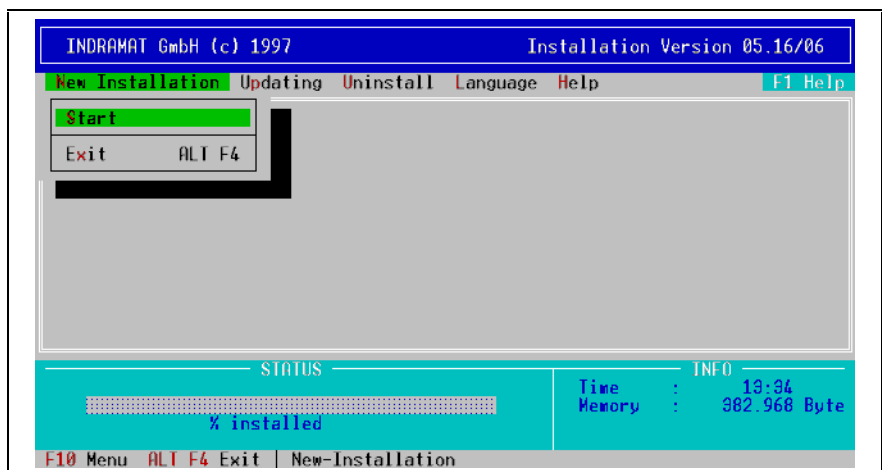 INDRAMAT GmbH (c) 1997 Installation Version 05.16/06
New Installation Updating Uninstall Language Help F1 Help
Start
Exit ALT F4
STATUS INFO
Time : 13:34
Memory : 382.968 Byte
% installed
F10 Menu ALT F4 Exit | New-Installation